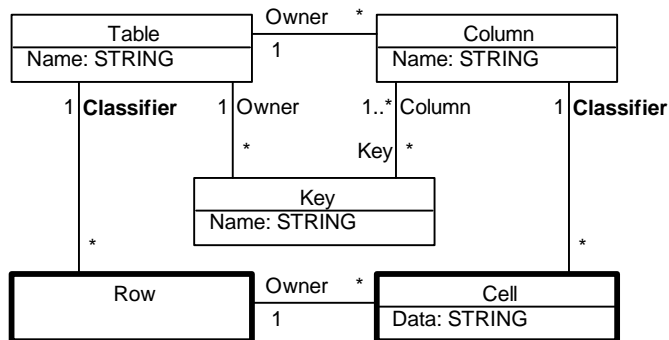 Owner *
Table
Column
Name: STRING
1
Name: STRING
1 Classifier
1 Owner
1..* Column
1 Classifier
*
Key *
Key
Name: STRING
*
*
Row
Owner *
Cell
1
Data: STRING